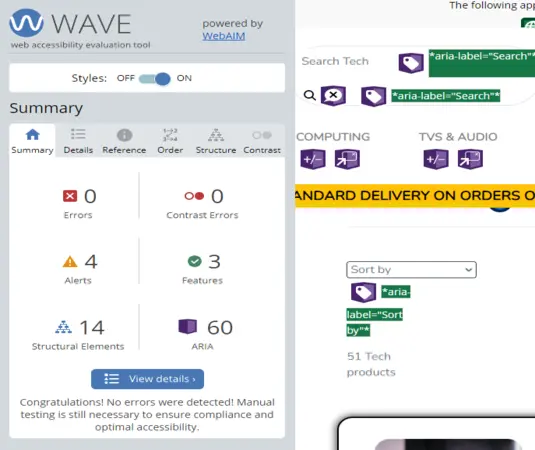 WAVE
powered by
WebAIM
web accessibility evaluation tool
Styles: OFF ON
Summary
Summary Details Reference Order Structure Contrast
0 Errors
0 Contrast Errors
4 Alerts
3 Features
14 Structural Elements
60 ARIA
View details ›
Congratulations! No errors were detected! Manual
testing is still necessary to ensure compliance and
optimal accessibility.
The following app
Search Tech
*aria-label="Search"*
*aria-label="Search"*
COMPUTING
TVS & AUDIO
+/-
+/-
ANDARD DELIVERY ON ORDERS O
Sort by
*aria-
label="Sort
by"*
51 Tech
products